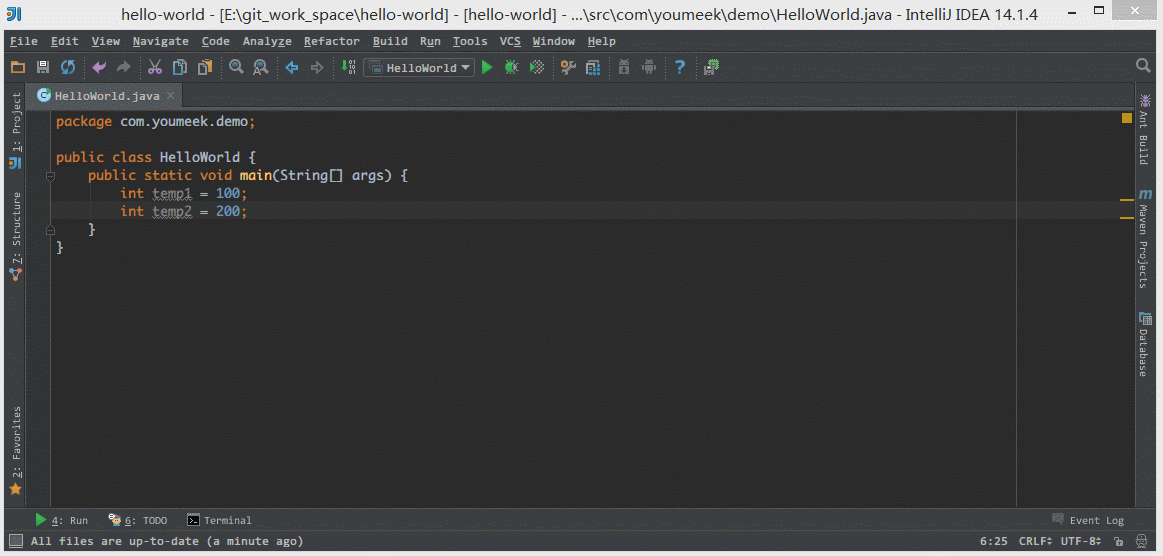 hello-world - [E:\git_work_space\hello-world] - [hello-world] - ...\src\com\youmeek\demo\HelloWorld.java - IntelliJ IDEA 14.1.4
File Edit View Navigate Code Analyze Refactor Build Run Tools VCS Window Help
HelloWorld
HelloWorld.java
1: Project
7: Structure
2: Favorites
package com.youmeek.demo;
public class HelloWorld {
public static void main(String[] args) {
int temp1 = 100;
int temp2 = 200;
}
}
Ant Build
Maven Projects
Database
4: Run 6: TODO Terminal Event Log
All files are up-to-date (a minute ago) 6:25 CRLF UTF-8